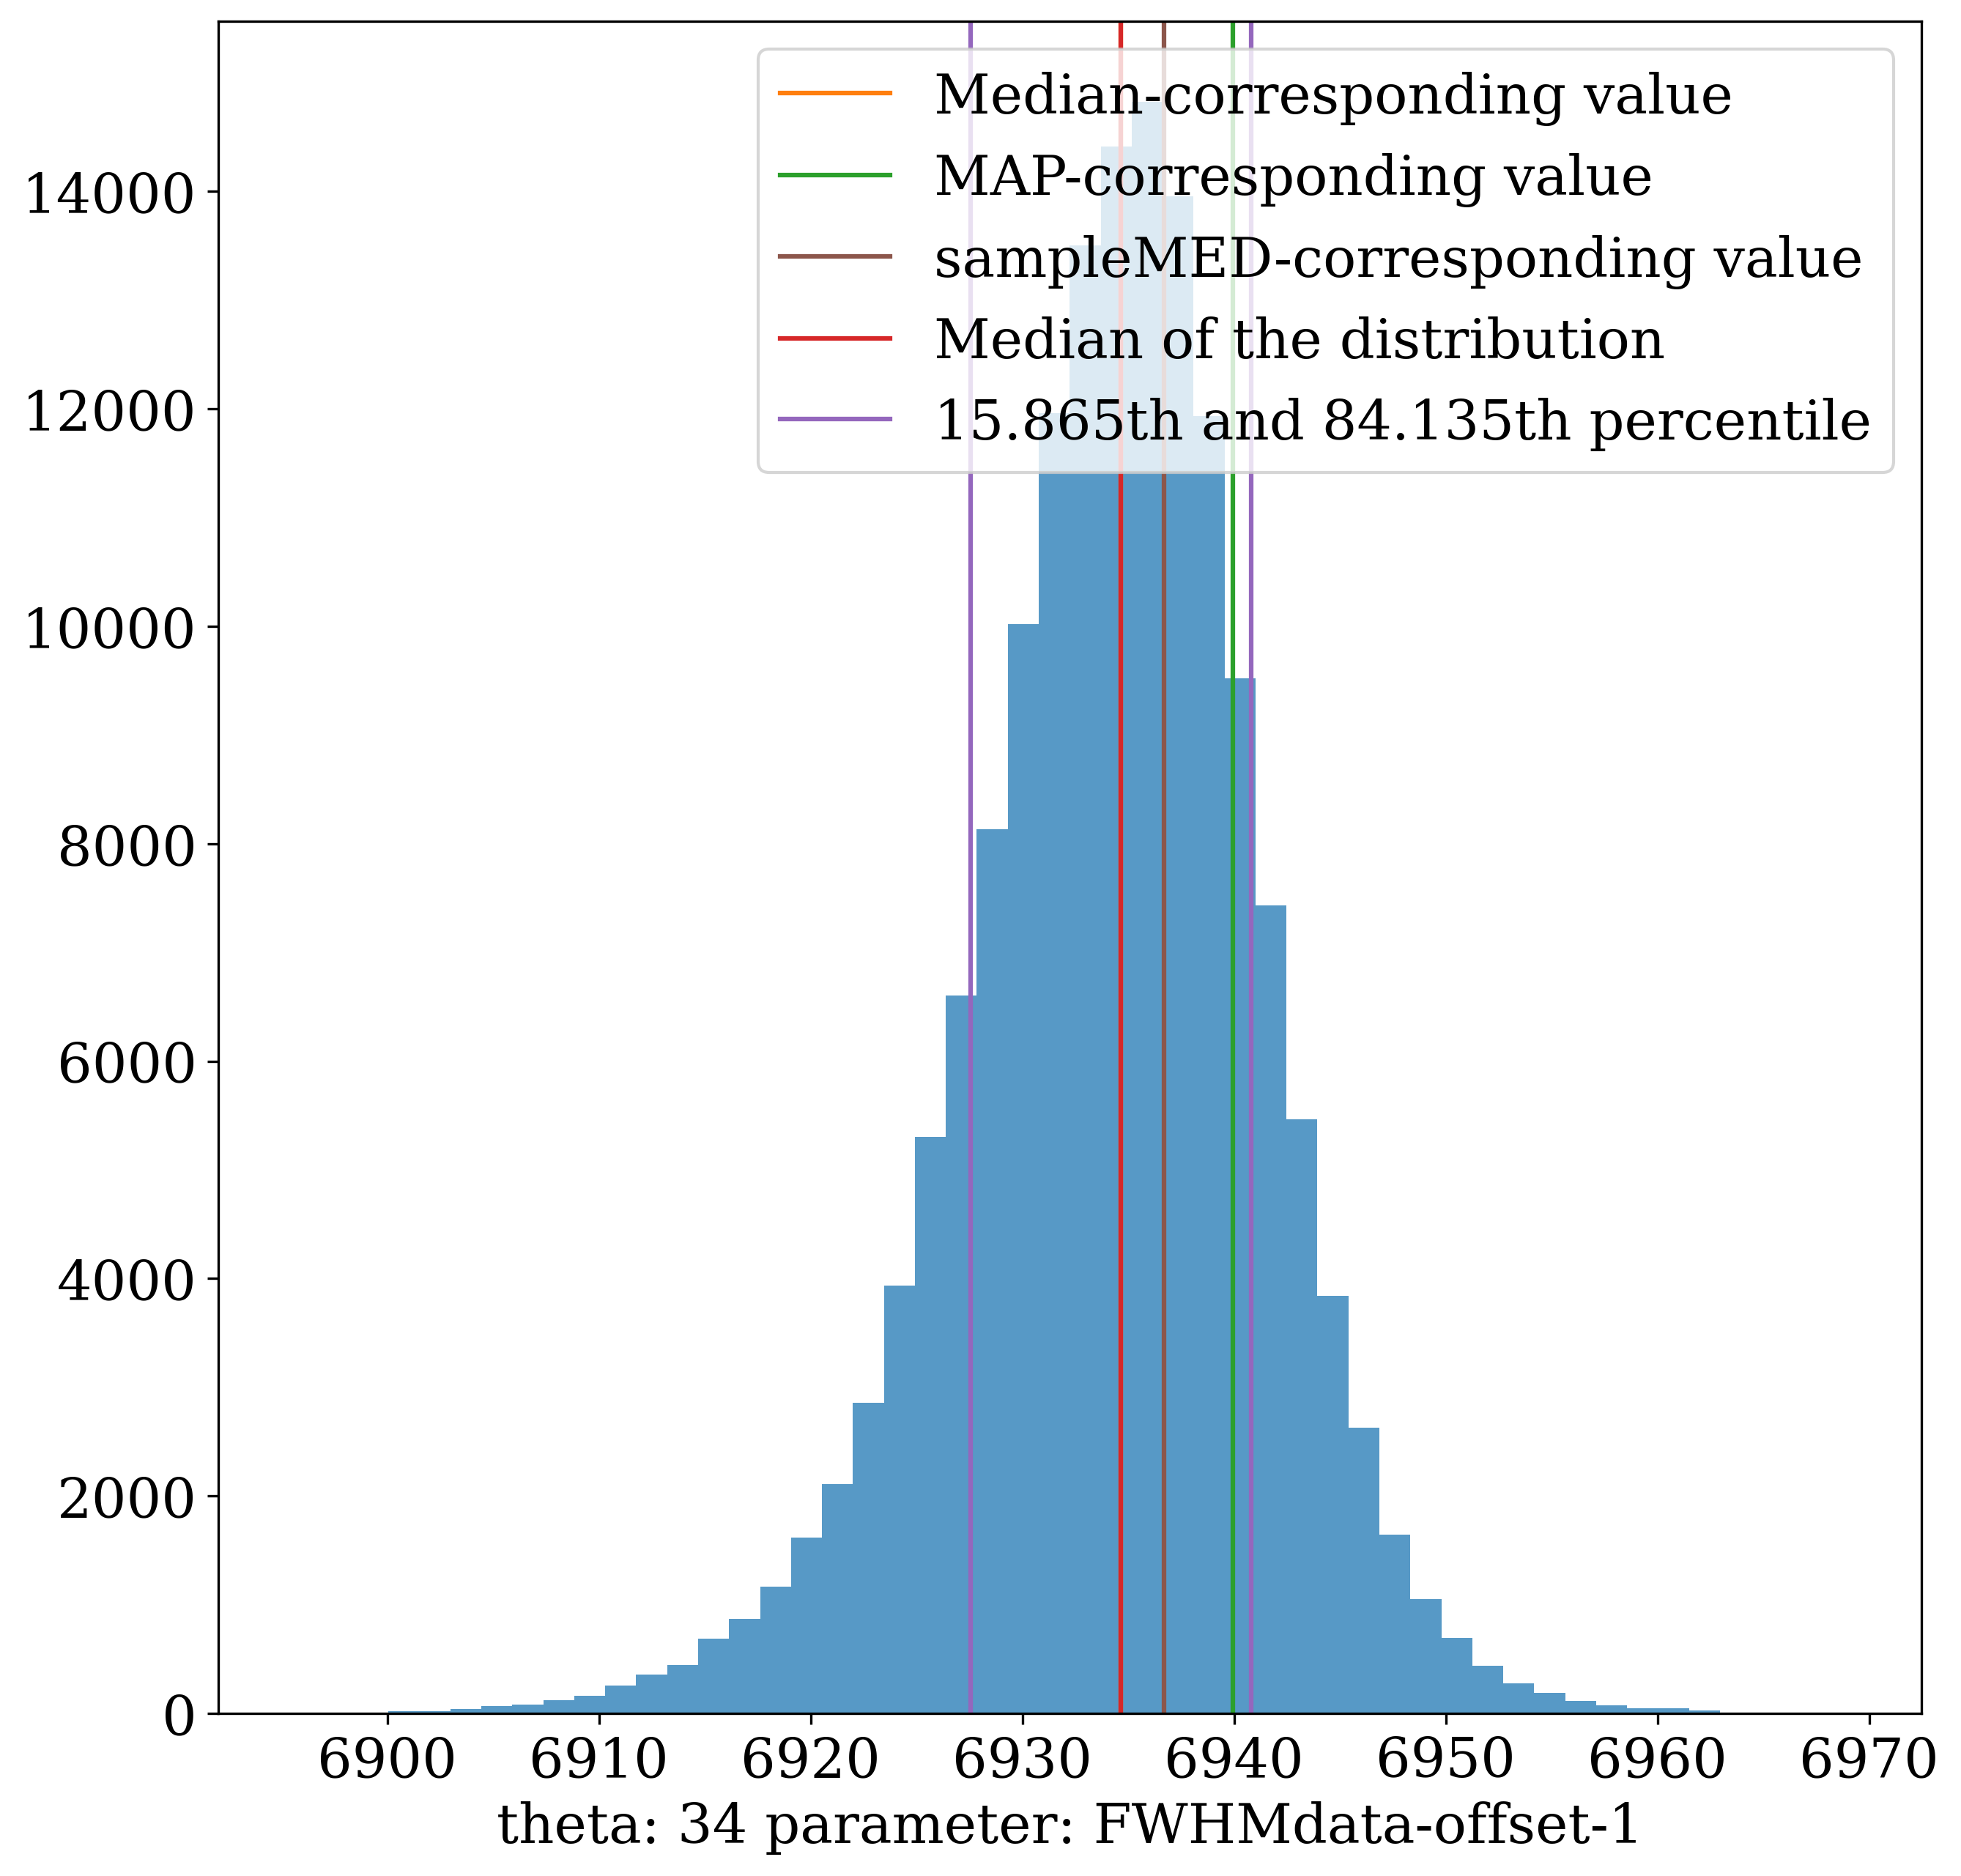 Median-corresponding value
MAP-corresponding value
sampleMED-corresponding value
Median of the distribution
15.865th and 84.135th percentile
14000
12000
10000
8000
6000
4000
2000
0
6900 6910 6920 6930 6940 6950 6960 6970
theta: 34 parameter: FWHMdata-offset-1